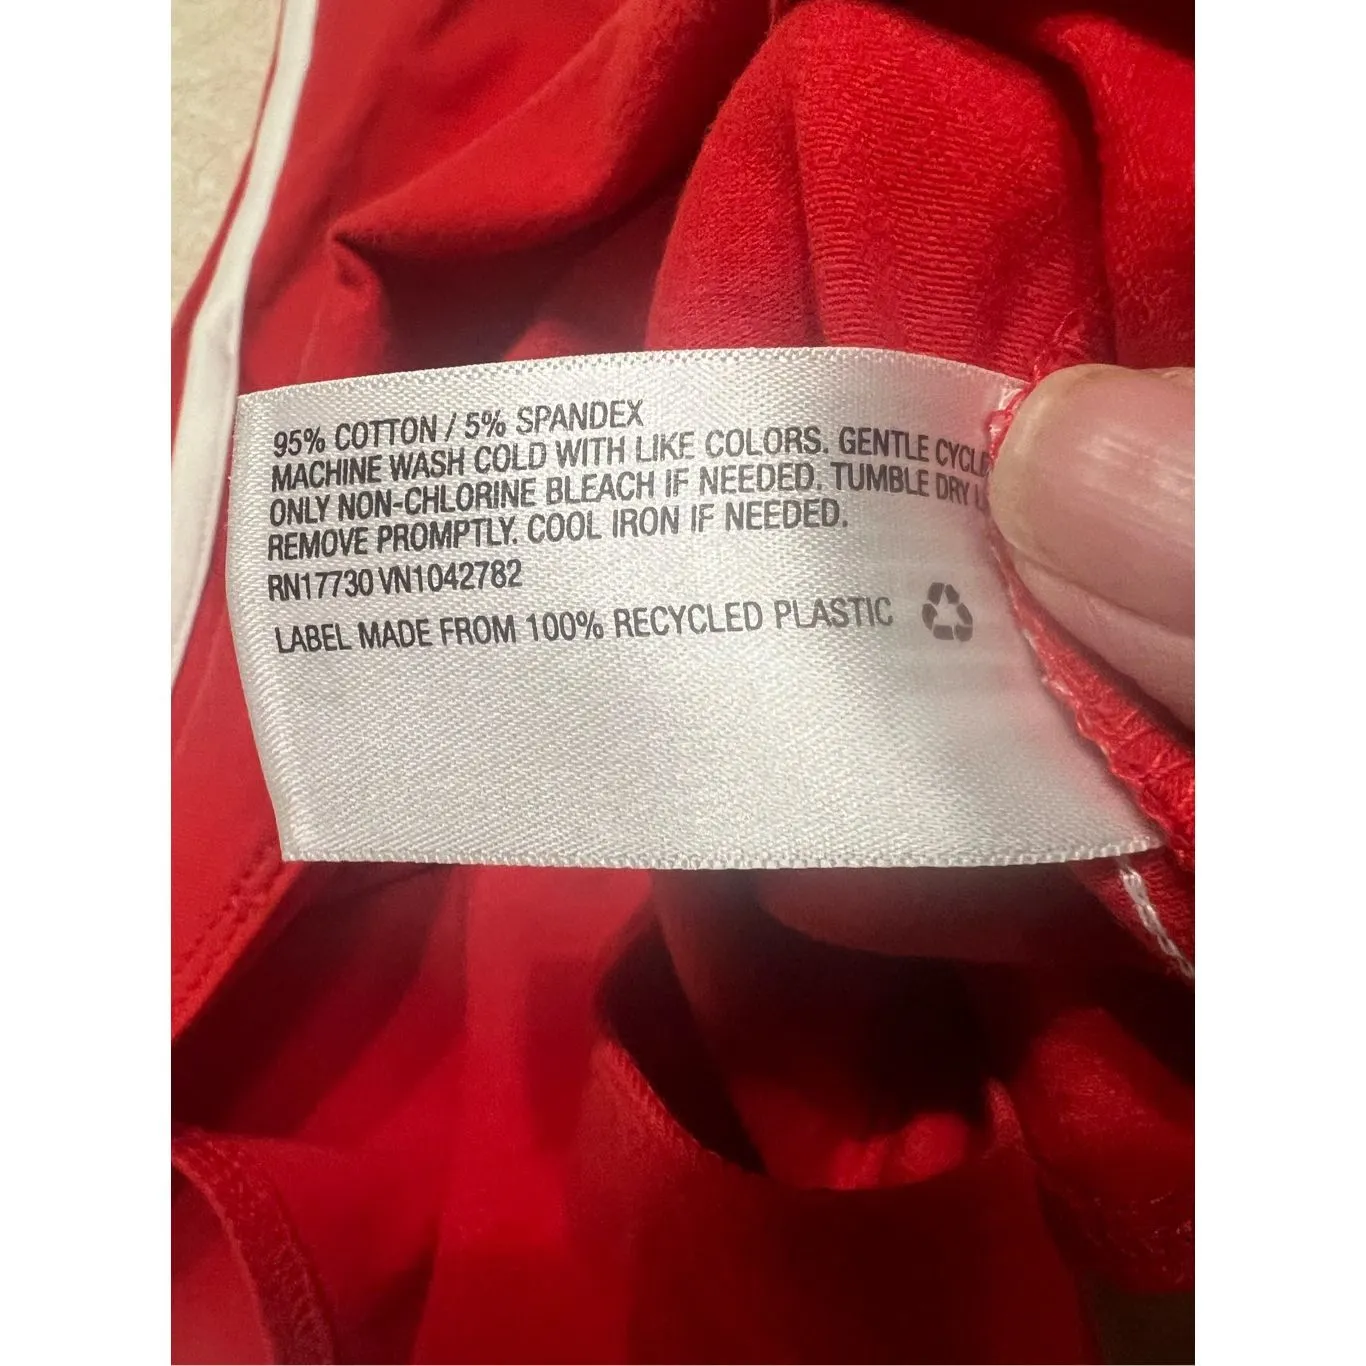 95% COTTON / 5% SPANDEX
MACHINE WASH COLD WITH LIKE COLORS. GENTLE CYCLE
ONLY NON-CHLORINE BLEACH IF NEEDED. TUMBLE DRY
REMOVE PROMPTLY. COOL IRON IF NEEDED.
RN17730 VN1042782
LABEL MADE FROM 100% RECYCLED PLASTIC